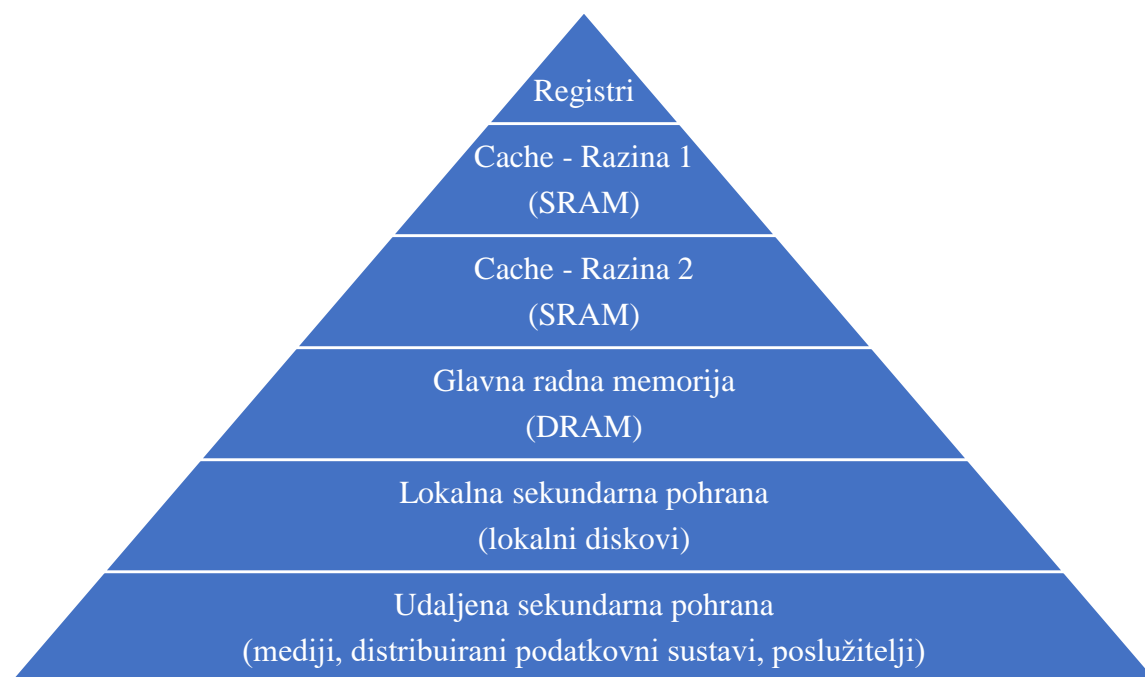 Registri
Cache - Razina 1
(SRAM)
Cache - Razina 2
(SRAM)
Glavna radna memorija
(DRAM)
Lokalna sekundarna pohrana
(lokalni diskovi)
Udaljena sekundarna pohrana
(mediji, distribuirani podatkovni sustavi, poslužitelji)